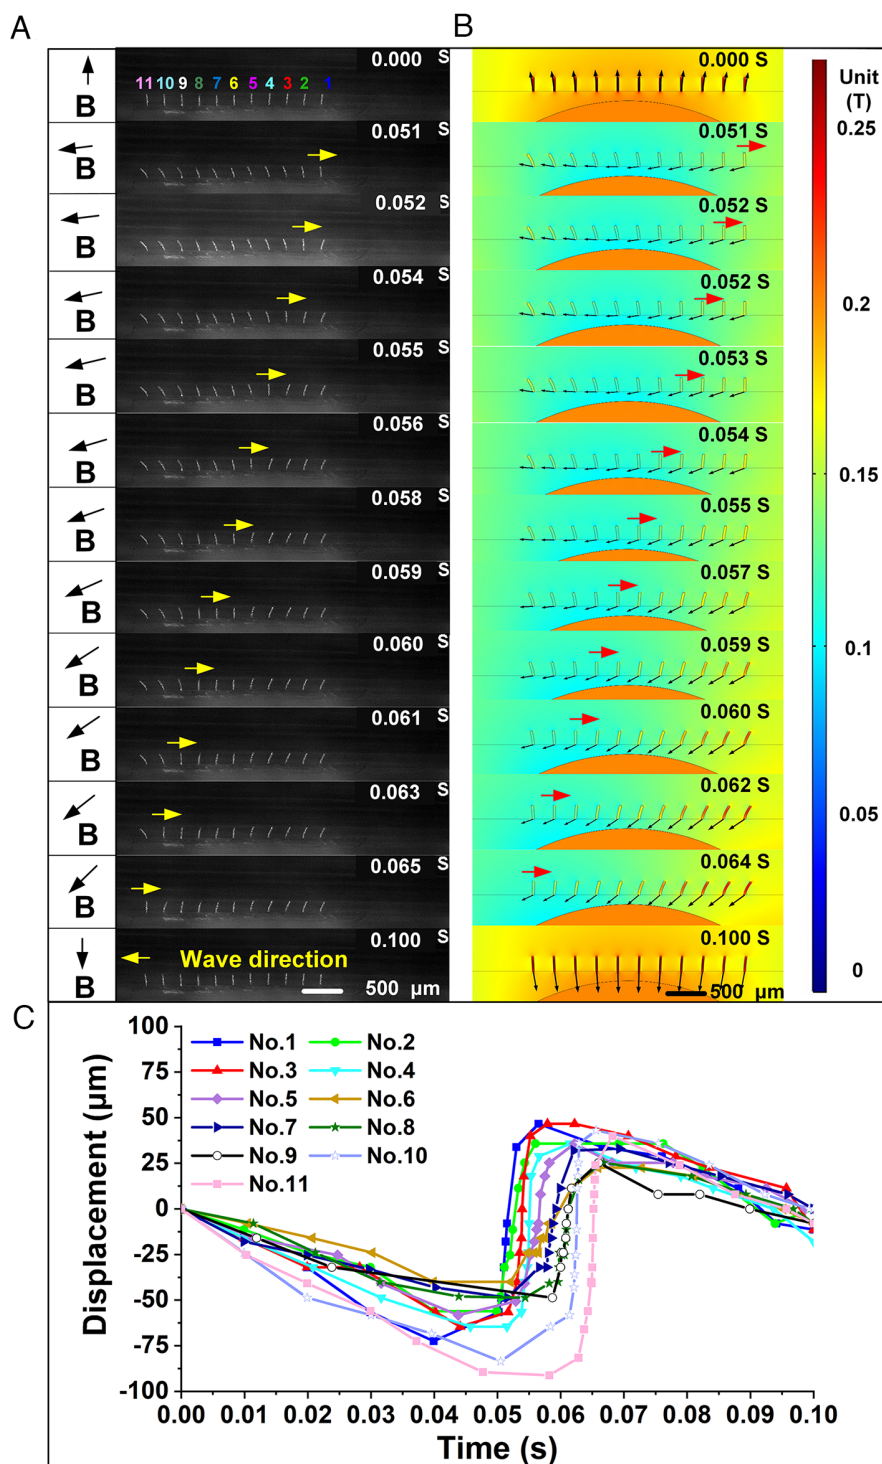 A
B
0.000 S
11 10 9 8 7 6 5 4 3 2 1
B
0.051 S
B
0.052 S
B
0.054 S
B
0.055 S
B
0.056 S
B
0.058 S
B
0.059 S
B
0.060 S
B
0.061 S
B
0.063 S
B
0.065 S
B
0.100 S
Wave direction
B
500 µm
0.000 S
0.051 S
0.052 S
0.052 S
0.053 S
0.054 S
0.055 S
0.057 S
0.059 S
0.060 S
0.062 S
0.064 S
0.100 S
500 µm
Unit
(T)
0.25
0.2
0.15
0.1
0.05
0
C
100
75
50
25
0
-25
-50
-75
-100
Displacement (µm)
No.1
No.2
No.3
No.4
No.5
No.6
No.7
No.8
No.9
No.10
No.11
0.00 0.01 0.02 0.03 0.04 0.05 0.06 0.07 0.08 0.09 0.10
Time (s)